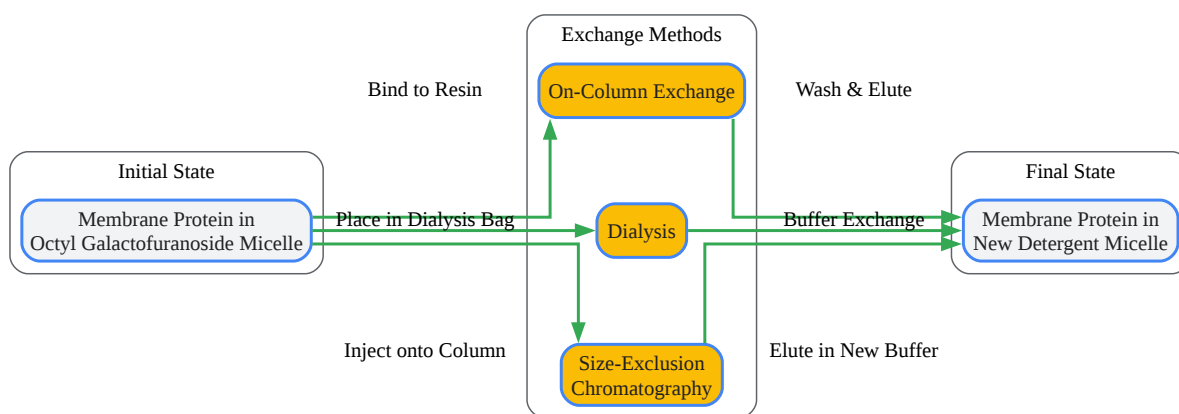 Exchange Methods
Bind to Resin
On-Column Exchange
Wash & Elute
Initial State
Membrane Protein in
Octyl Galactofuranoside Micelle
Place in Dialysis Bag
Dialysis
Buffer Exchange
Final State
Membrane Protein in
New Detergent Micelle
Inject onto Column
Size-Exclusion
Chromatography
Elute in New Buffer